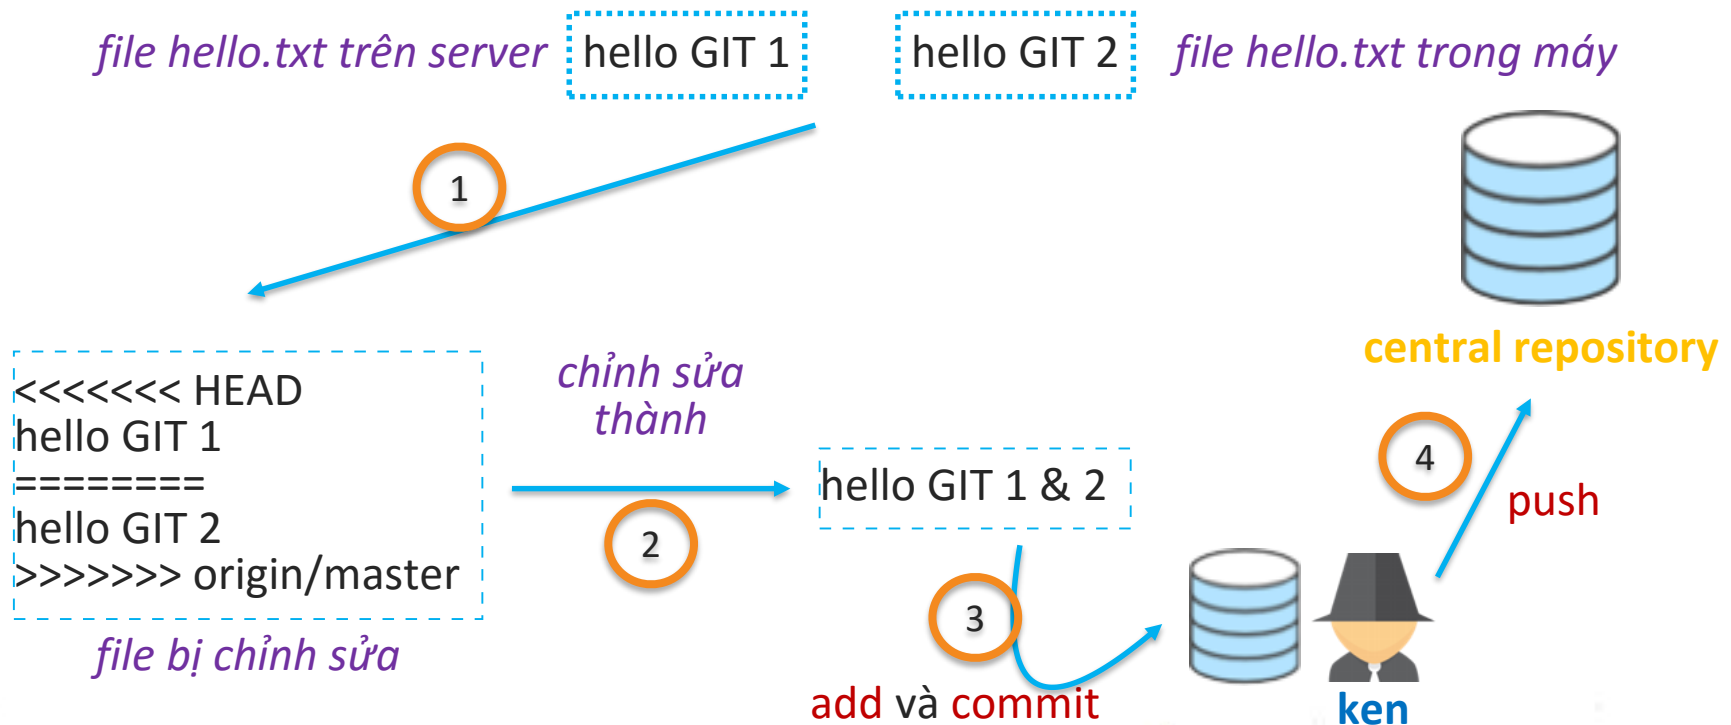 file hello.txt trên server
hello GIT 1
hello GIT 2
file hello.txt trong máy
1
central repository
<<<<<<< HEAD
hello GIT 1
========
hello GIT 2
>>>>>>> origin/master
file bị chỉnh sửa
chỉnh sửa
thành
2
hello GIT 1 & 2
3
add và commit
4
push
ken